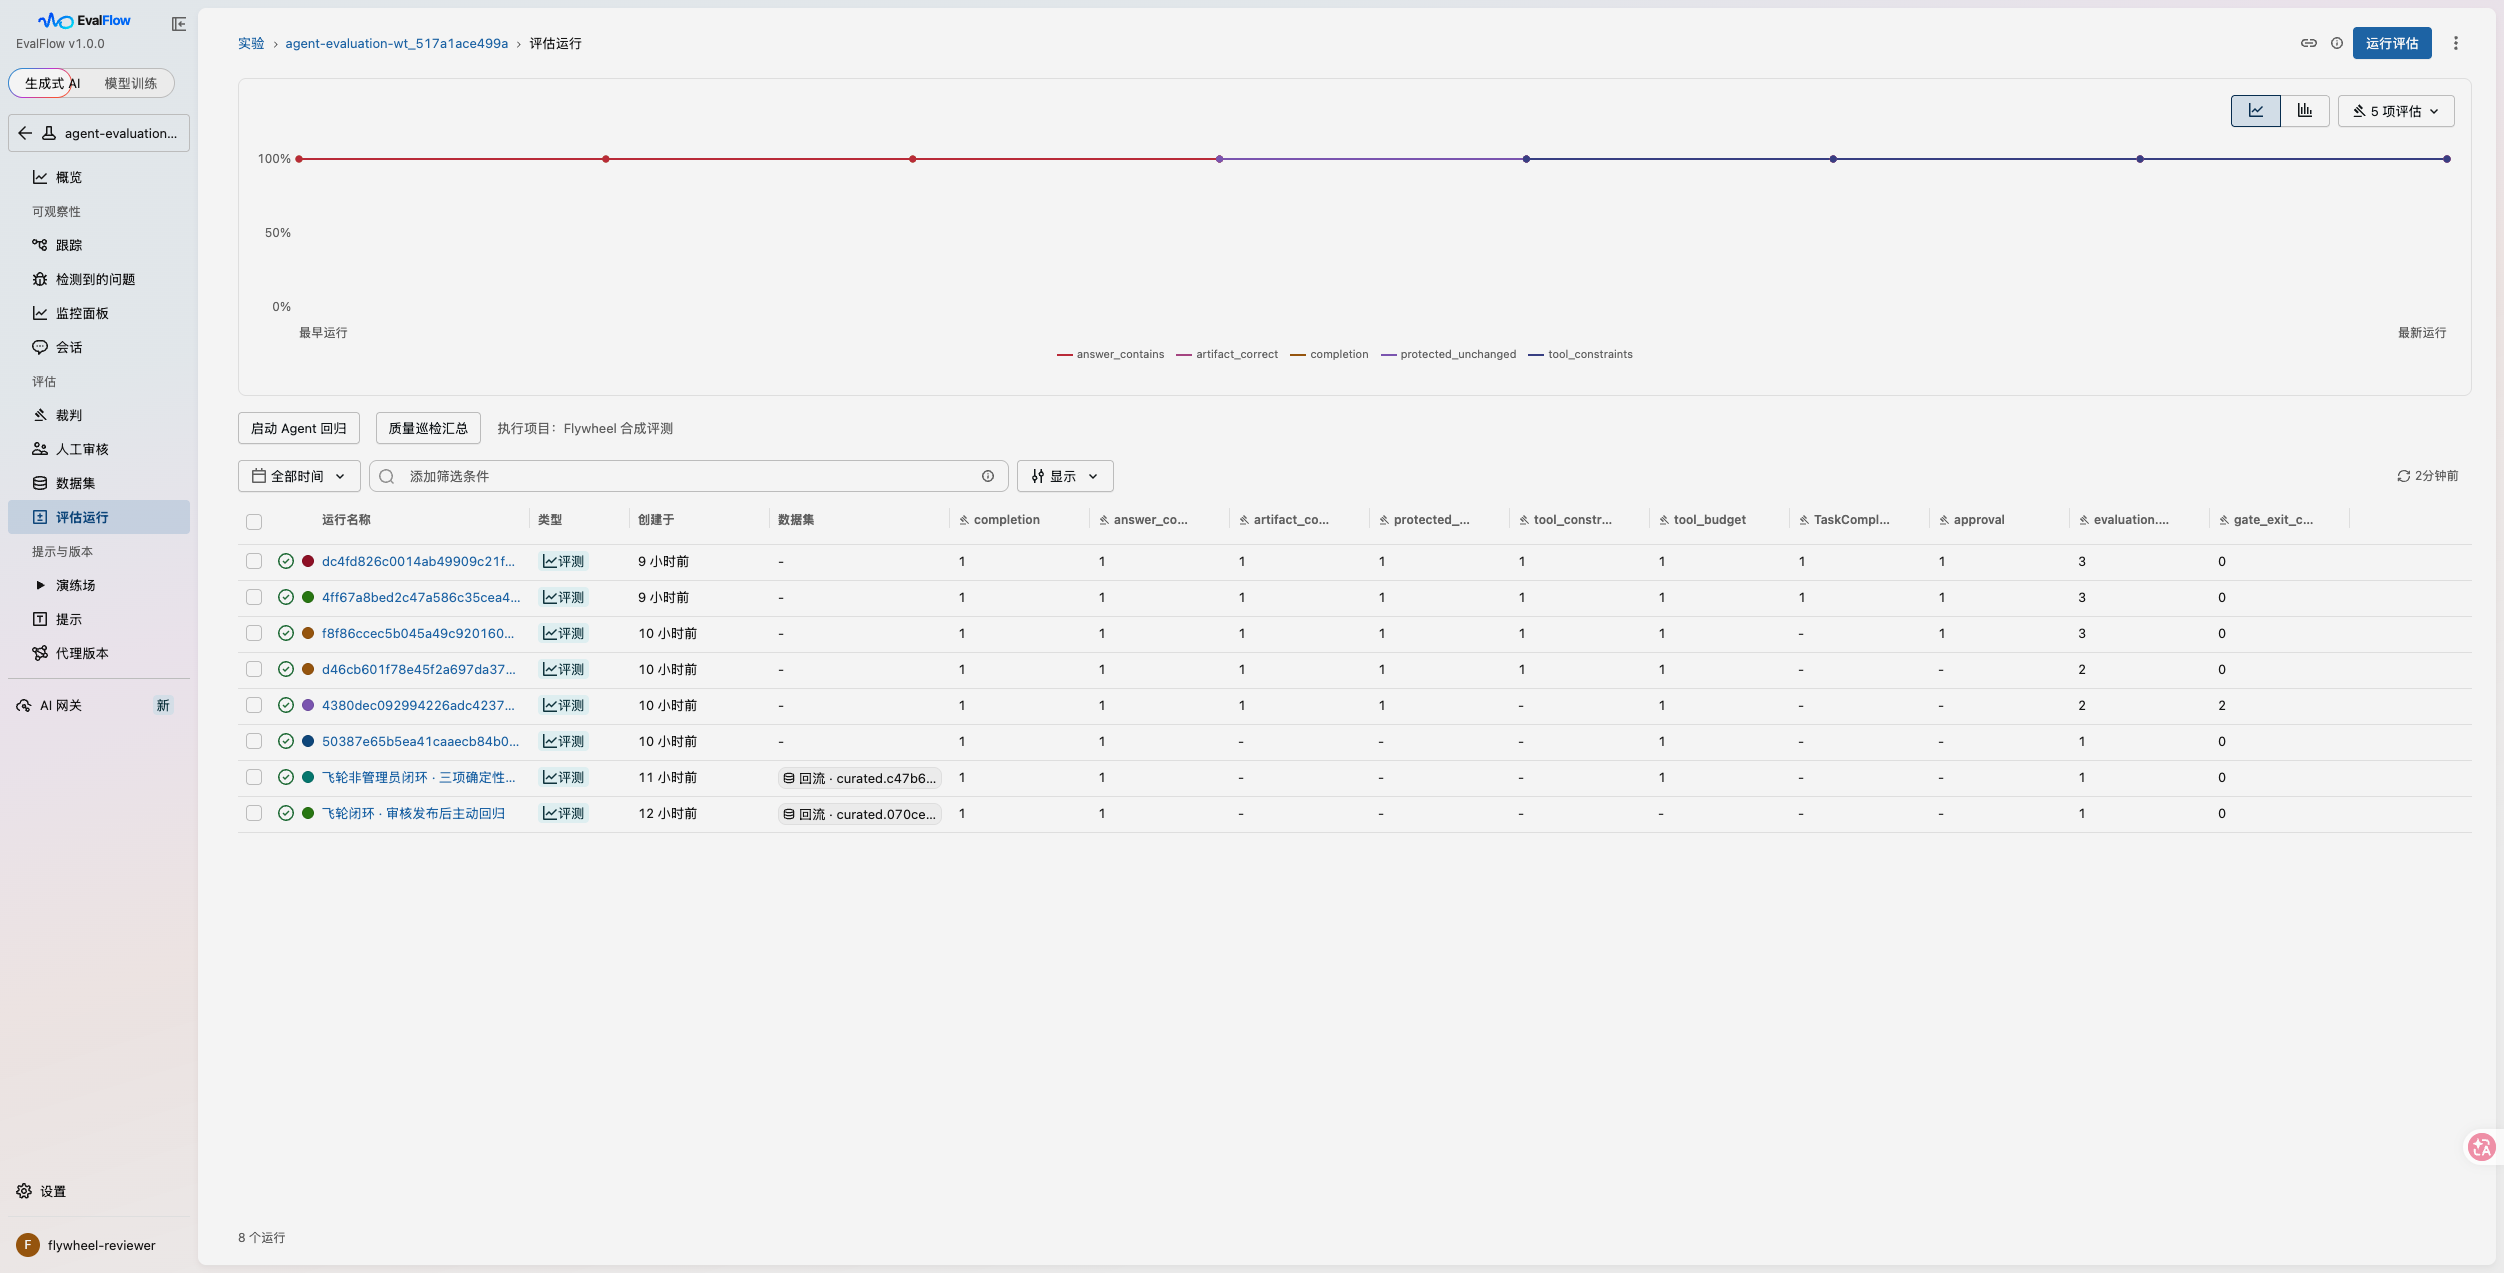 EvalFlow
EvalFlow v1.0.0
生成式 AI
模型训练
agent-evaluation...
概览
可观察性
跟踪
检测到的问题
监控面板
会话
评估
裁判
人工审核
数据集
评估运行
提示与版本
演练场
提示
代理版本
AI 网关 新
设置
F flywheel-reviewer
实验 › agent-evaluation-wt_517a1ace499a › 评估运行
运行评估
5 项评估
100%
50%
0%
最早运行 最新运行
answer_contains artifact_correct completion protected_unchanged tool_constraints
启动 Agent 回归 质量巡检汇总 执行项目：Flywheel 合成评测
全部时间 添加筛选条件 显示 2分钟前
运行名称 类型 创建于 数据集 completion answer_co... artifact_co... protected_... tool_constr... tool_budget TaskCompl... approval evaluation.... gate_exit_c...
dc4fd826c0014ab49909c21f... 评测 9 小时前 - 1 1 1 1 1 1 1 1 3 0
4ff67a8bed2c47a586c35cea4... 评测 9 小时前 - 1 1 1 1 1 1 1 1 3 0
f8f86ccec5b045a49c920160... 评测 10 小时前 - 1 1 1 1 1 1 - 1 3 0
d46cb601f78e45f2a697da37... 评测 10 小时前 - 1 1 1 1 1 1 - - 2 0
4380dec092994226adc4237... 评测 10 小时前 - 1 1 1 1 - 1 - - 2 2
50387e65b5ea41caaecb84b0... 评测 10 小时前 - 1 1 - - - 1 - - 1 0
飞轮非管理员闭环 · 三项确定性... 评测 11 小时前 回流 · curated.c47b6... 1 1 - - - 1 - - 1 0
飞轮闭环 · 审核发布后主动回归 评测 12 小时前 回流 · curated.070ce... 1 1 - - - - - - 1 0
8 个运行